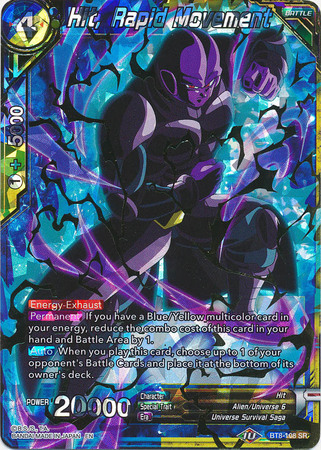 4
BATTLE
Hit, Rapid Movement
1 + 5000
Energy-Exhaust
Permanent If you have a Blue/Yellow multicolor card in
your energy, reduce the combo cost of this card in
hand and Battle Area by 1.
Auto When you play this card, choose up to 1 of your
opponent's Battle Cards and place it at the bottom of its
owner's deck.
POWER 20000
Character Hit
Special Trait Alien/Universe 6
Era Universe Survival Saga
©B.S./S., T.A.
BANDAI MADE IN JAPAN EN
BT8-108 SR